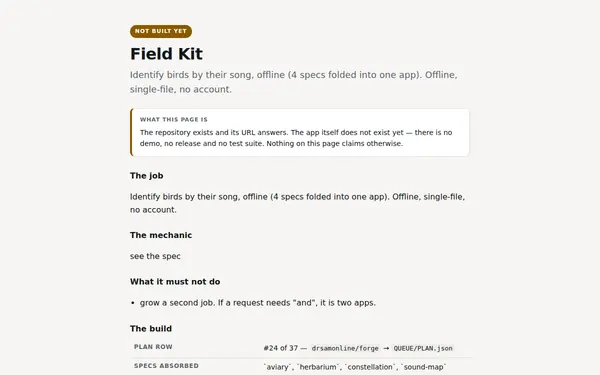 NOT BUILT YET
Field Kit
Identify birds by their song, offline (4 specs folded into one app). Offline,
single-file, no account.
WHAT THIS PAGE IS
The repository exists and its URL answers. The app itself does not exist yet — there is no
demo, no release and no test suite. Nothing on this page claims otherwise.
The job
Identify birds by their song, offline (4 specs folded into one app). Offline, single-file,
no account.
The mechanic
see the spec
What it must not do
• grow a second job. If a request needs "and", it is two apps.
The build
PLAN ROW #24 of 37 — drsamonline/forge → QUEUE/PLAN.json
SPECS ABSORBED `aviary`, `herbarium`, `constellation`, `sound-map`